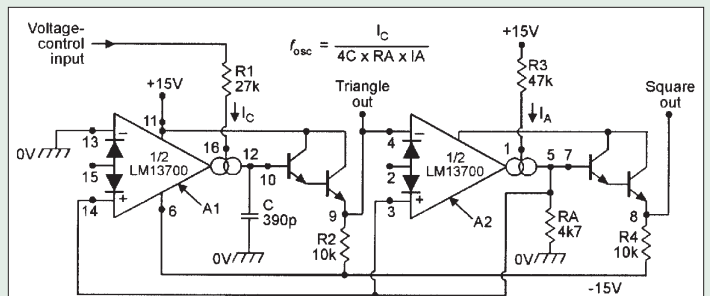 Voltage-
control
input
f osc = I C
4C x RA x IA
+15V
R1
27k
Triangle
out
R3
47k
Square
out
+15V
I C
I A
11
13
–
16
12
4
–
1
5
7
0V
1/2
LM13700
1/2
LM13700
15
10
2
14
+
6
A1
C
390p
9
3
+
A2
RA
4k7
8
R2
10k
R4
10k
0V
0V
-15V